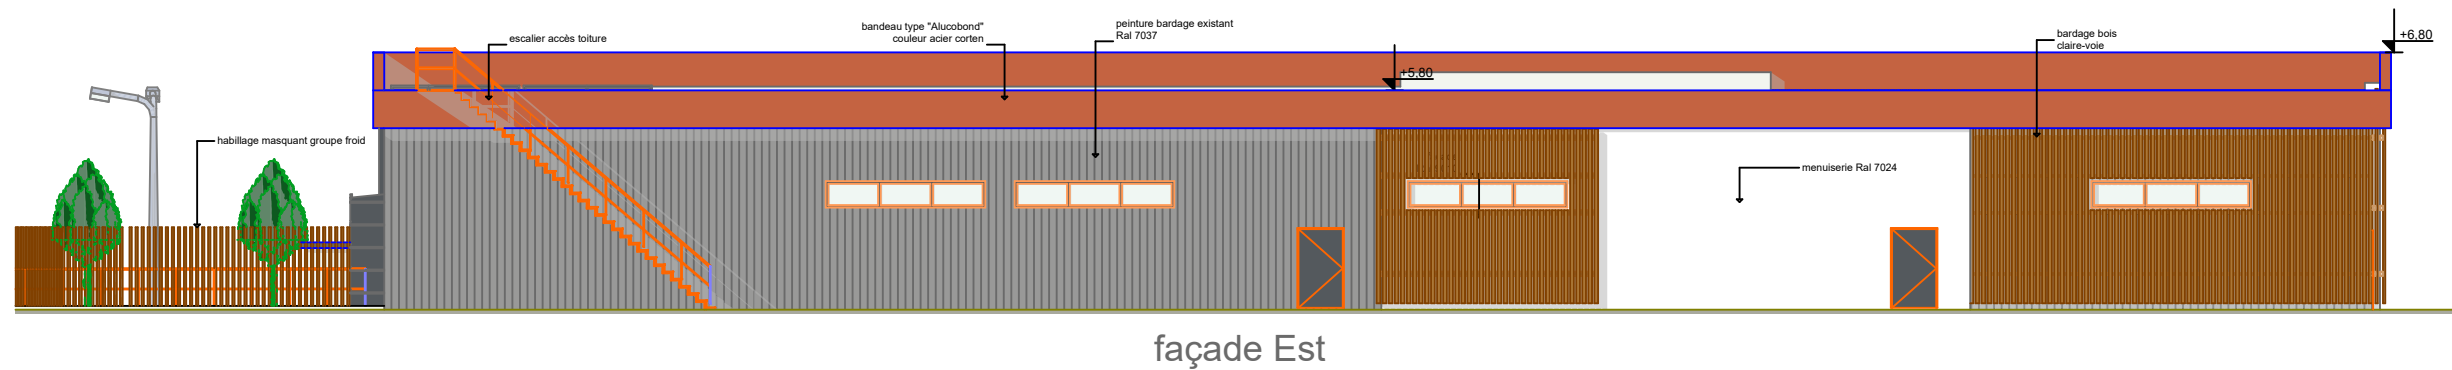 escalier accès toiture
bandeau type "Alucobond"
couleur acier corten
peinture bardage existant
Ral 7037
+5,80
bardage bois
claire-voie
+6,80
habillage masquant groupe froid
menuiserie Ral 7024
façade Est